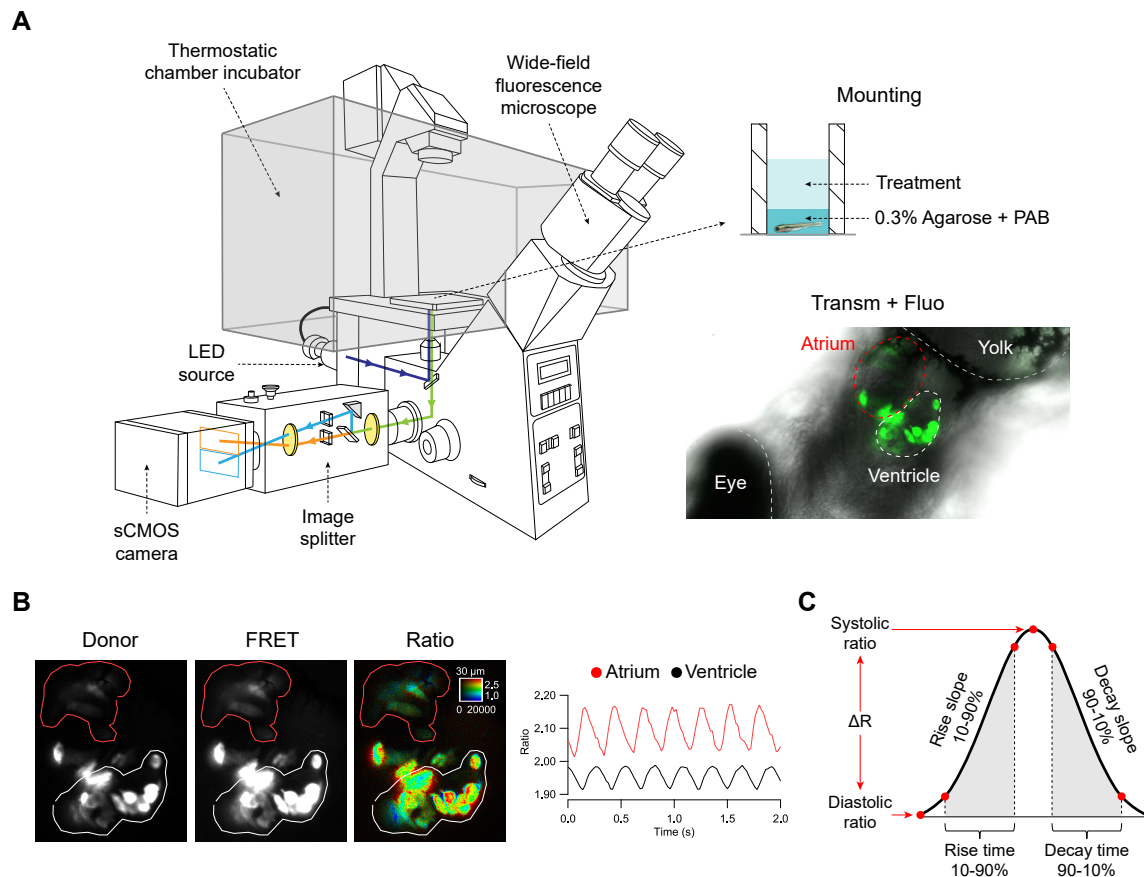 A
Thermostatic
chamber incubator
Wide-field
fluorescence
microscope
LED
source
sCMOS
camera
Image
splitter
Mounting
Treatment
0.3% Agarose + PAB
Transm + Fluo
Atrium
Yolk
Eye
Ventricle
B
Donor
FRET
Ratio
30 µm
2.5
1.0
0 20000
Atrium
Ventricle
Ratio
2,20
2,10
2,00
1,90
0.0
0.5
1.0
1.5
2.0
Time (s)
C
Systolic
ratio
ΔR
Diastolic
ratio
Rise slope
10-90%
Decay slope
90-10%
Rise time
10-90%
Decay time
90-10%